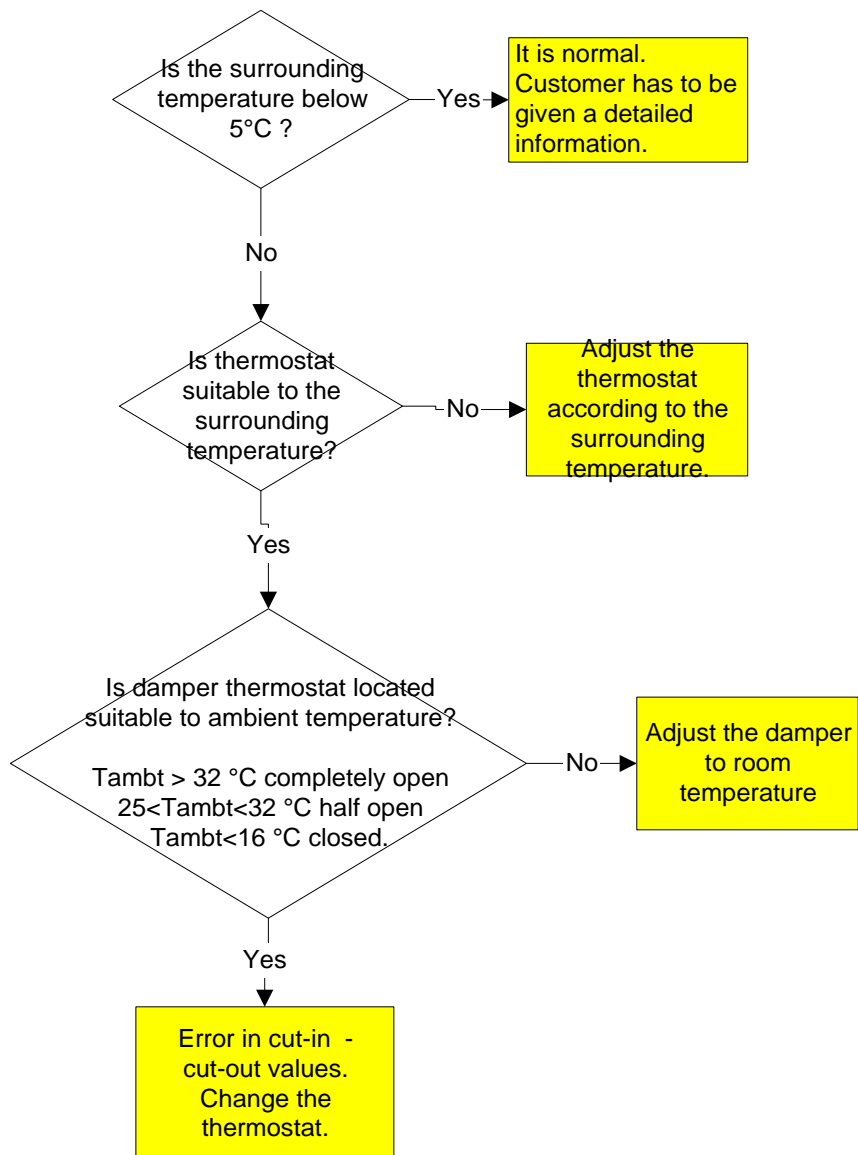 Is the surrounding
temperature below
5°C ?
Yes
It is normal.
Customer has to be
given a detailed
information.
No
Is thermostat
suitable to the
surrounding
temperature?
No
Adjust the
thermostat
according to the
surrounding
temperature.
Yes
Is damper thermostat located
suitable to ambient temperature?
Tambt > 32 °C completely open
25<Tambt<32 °C half open
Tambt<16 °C closed.
No
Adjust the damper
to room
temperature
Yes
Error in cut-in -
cut-out values.
Change the
thermostat.